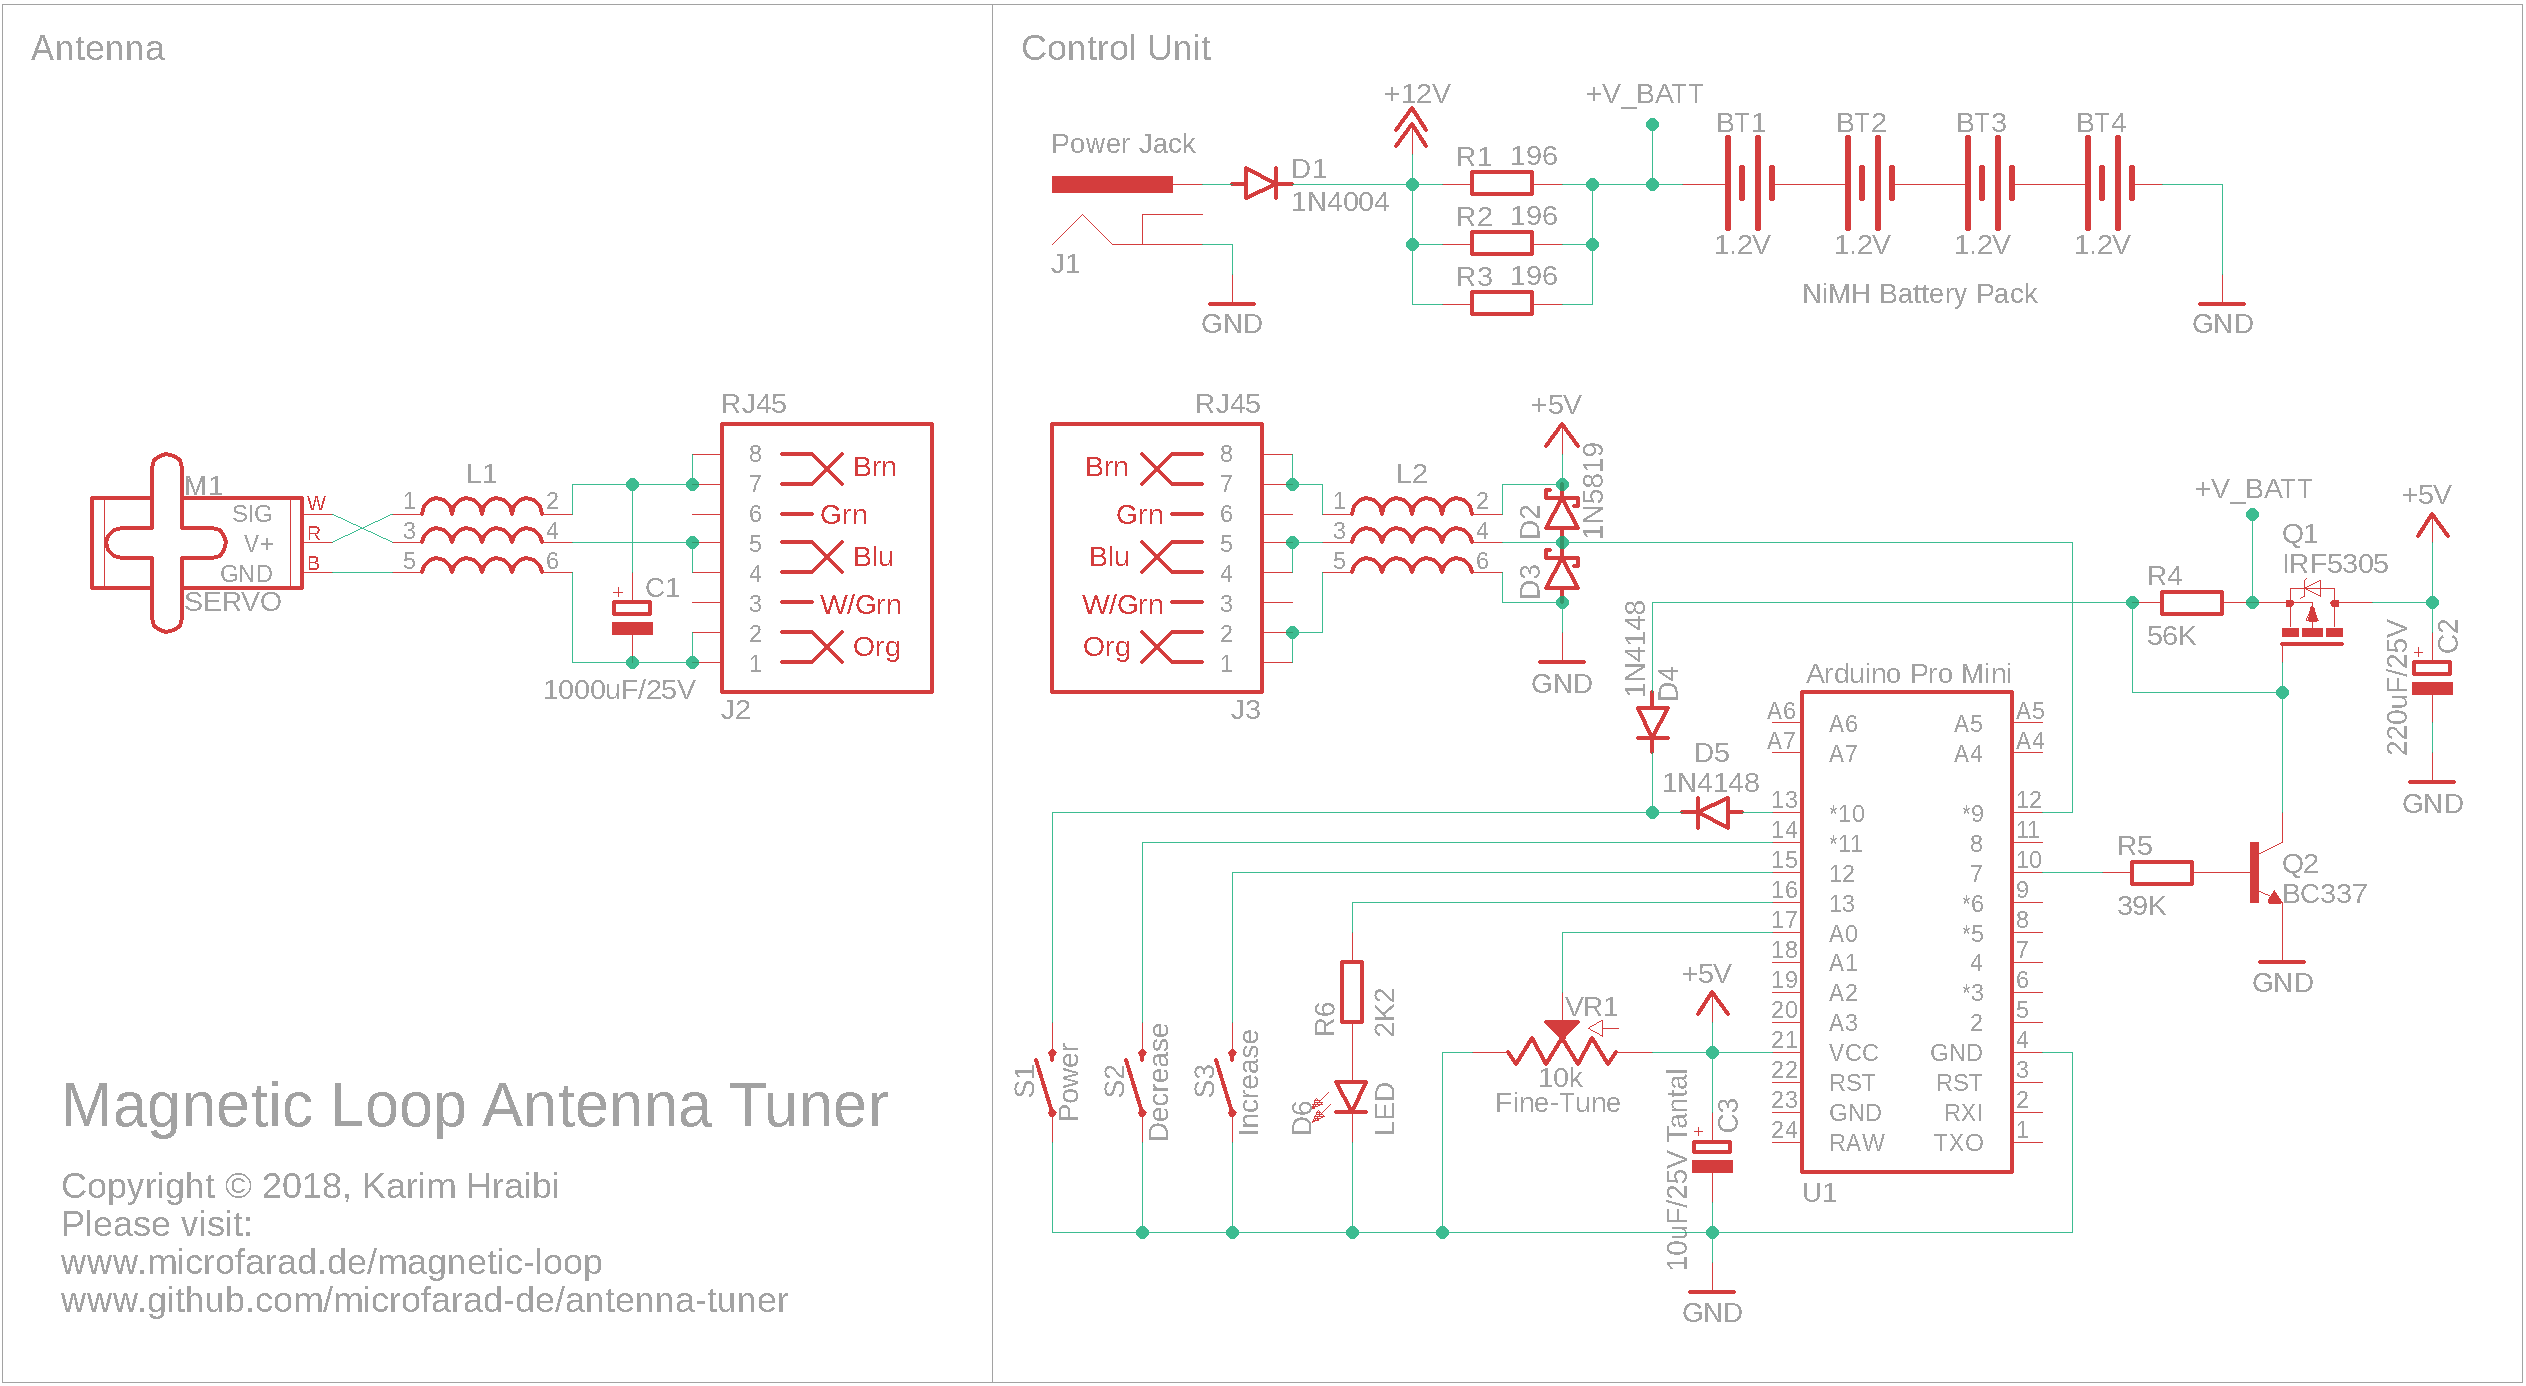 Antenna
M1
SIG
V+
GND
SERVO
W
R
B
L1
1
3
5
2
4
6
C1
+
1000uF/25V
RJ45
8
7
6
5
4
3
2
1
Brn
Grn
Blu
W/Grn
Org
J2
Magnetic Loop Antenna Tuner
Copyright © 2018, Karim Hraibi
Please visit:
www.microfarad.de/magnetic-loop
www.github.com/microfarad-de/antenna-tuner
Control Unit
Power Jack
J1
GND
D1
1N4004
+12V
R1 196
R2 196
R3 196
+V_BATT
BT1
BT2
BT3
BT4
1.2V
1.2V
1.2V
1.2V
NiMH Battery Pack
GND
RJ45
Brn
Grn
Blu
W/Grn
Org
8
7
6
5
4
3
2
1
J3
L2
1
3
5
2
4
6
+5V
D2
1N5819
D3
GND
1N4148
D4
D5
1N4148
+V_BATT
Q1
IRF5305
+5V
R4
56K
220uF/25V
+
C2
GND
Arduino Pro Mini
A6
A7
13
14
15
16
17
18
19
20
21
22
23
24
A6
A7
*10
*11
12
13
A0
A1
A2
A3
VCC
RST
GND
RAW
A5
A4
*9
8
7
*6
*5
4
*3
2
GND
RST
RXI
TXO
A5
A4
12
11
10
9
8
7
6
5
4
3
2
1
U1
R5
39K
Q2
BC337
GND
S1
Power
S2
Decrease
S3
Increase
R6
2K2
D6
LED
VR1
10k
Fine-Tune
+5V
10uF/25V Tantal
+
C3
GND